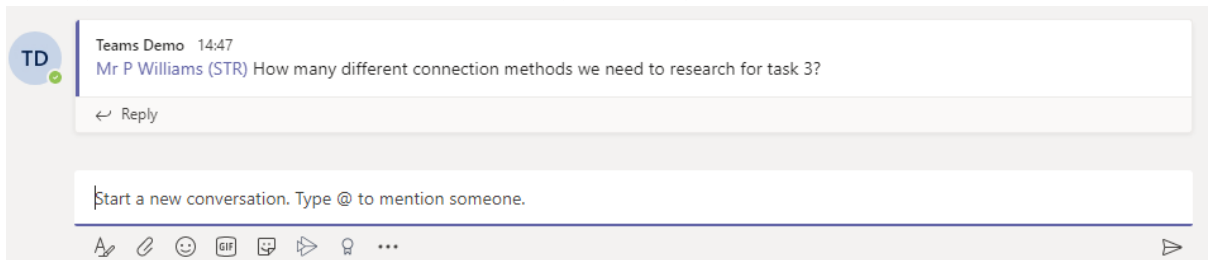 TD
Teams Demo 14:47
Mr P Williams (STR) How many different connection methods we need to research for task 3?
Reply
Start a new conversation. Type @ to mention someone.
GIF